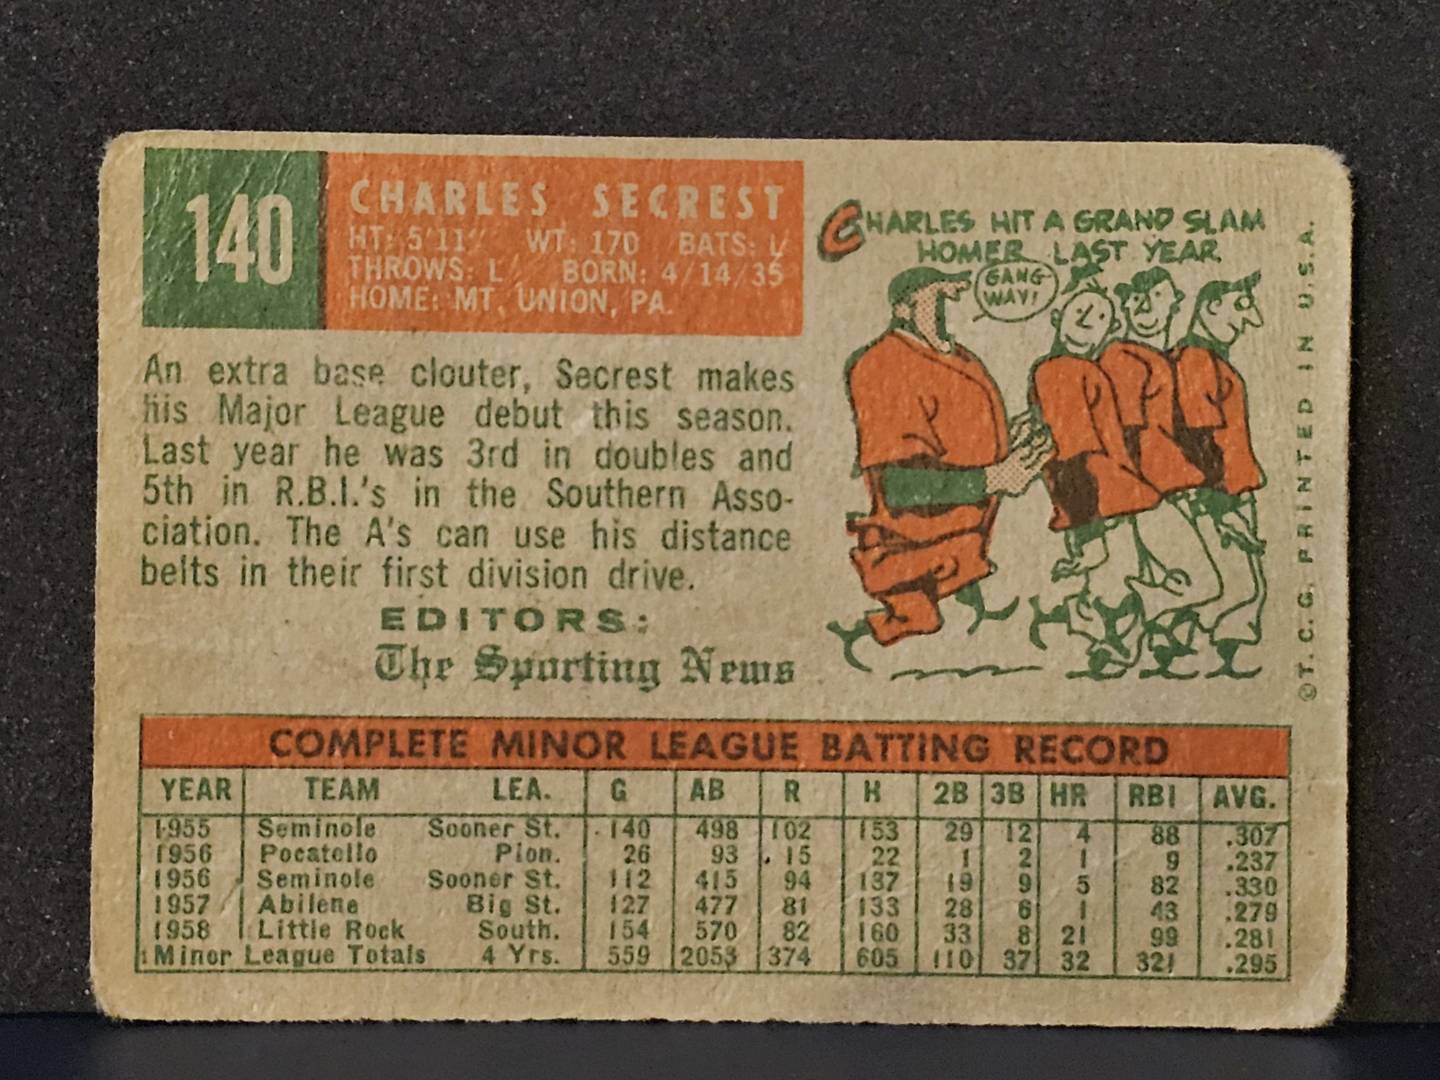 140
CHARLES SECREST
HT: 5'11" WT: 170 BATS: L
THROWS: L BORN: 4/14/35
HOME: MT. UNION, PA.
An extra base clouter, Secrest makes
his Major League debut this season.
Last year he was 3rd in doubles and
5th in R.B.I.'s in the Southern Asso-
ciation. The A's can use his distance
belts in their first division drive.
EDITORS:
The Sporting News
CHARLES HIT A GRAND SLAM
HOMER LAST YEAR
GANG
WAY!
©T.C.G. PRINTED IN U.S.A.
COMPLETE MINOR LEAGUE BATTING RECORD
YEAR TEAM LEA. G AB R H 2B 3B HR RBI AVG.
1955 Seminole Sooner St. 140 498 102 153 29 12 4 88 .307
1956 Pocatello Pion. 26 93 15 22 1 2 1 9 .237
1956 Seminole Sooner St. 112 415 94 137 19 9 5 82 .330
1957 Abilene Big St. 127 477 81 133 28 6 1 43 .279
1958 Little Rock South. 154 570 82 160 33 8 21 99 .281
Minor League Totals 4 Yrs. 559 2053 374 605 110 37 32 321 .295